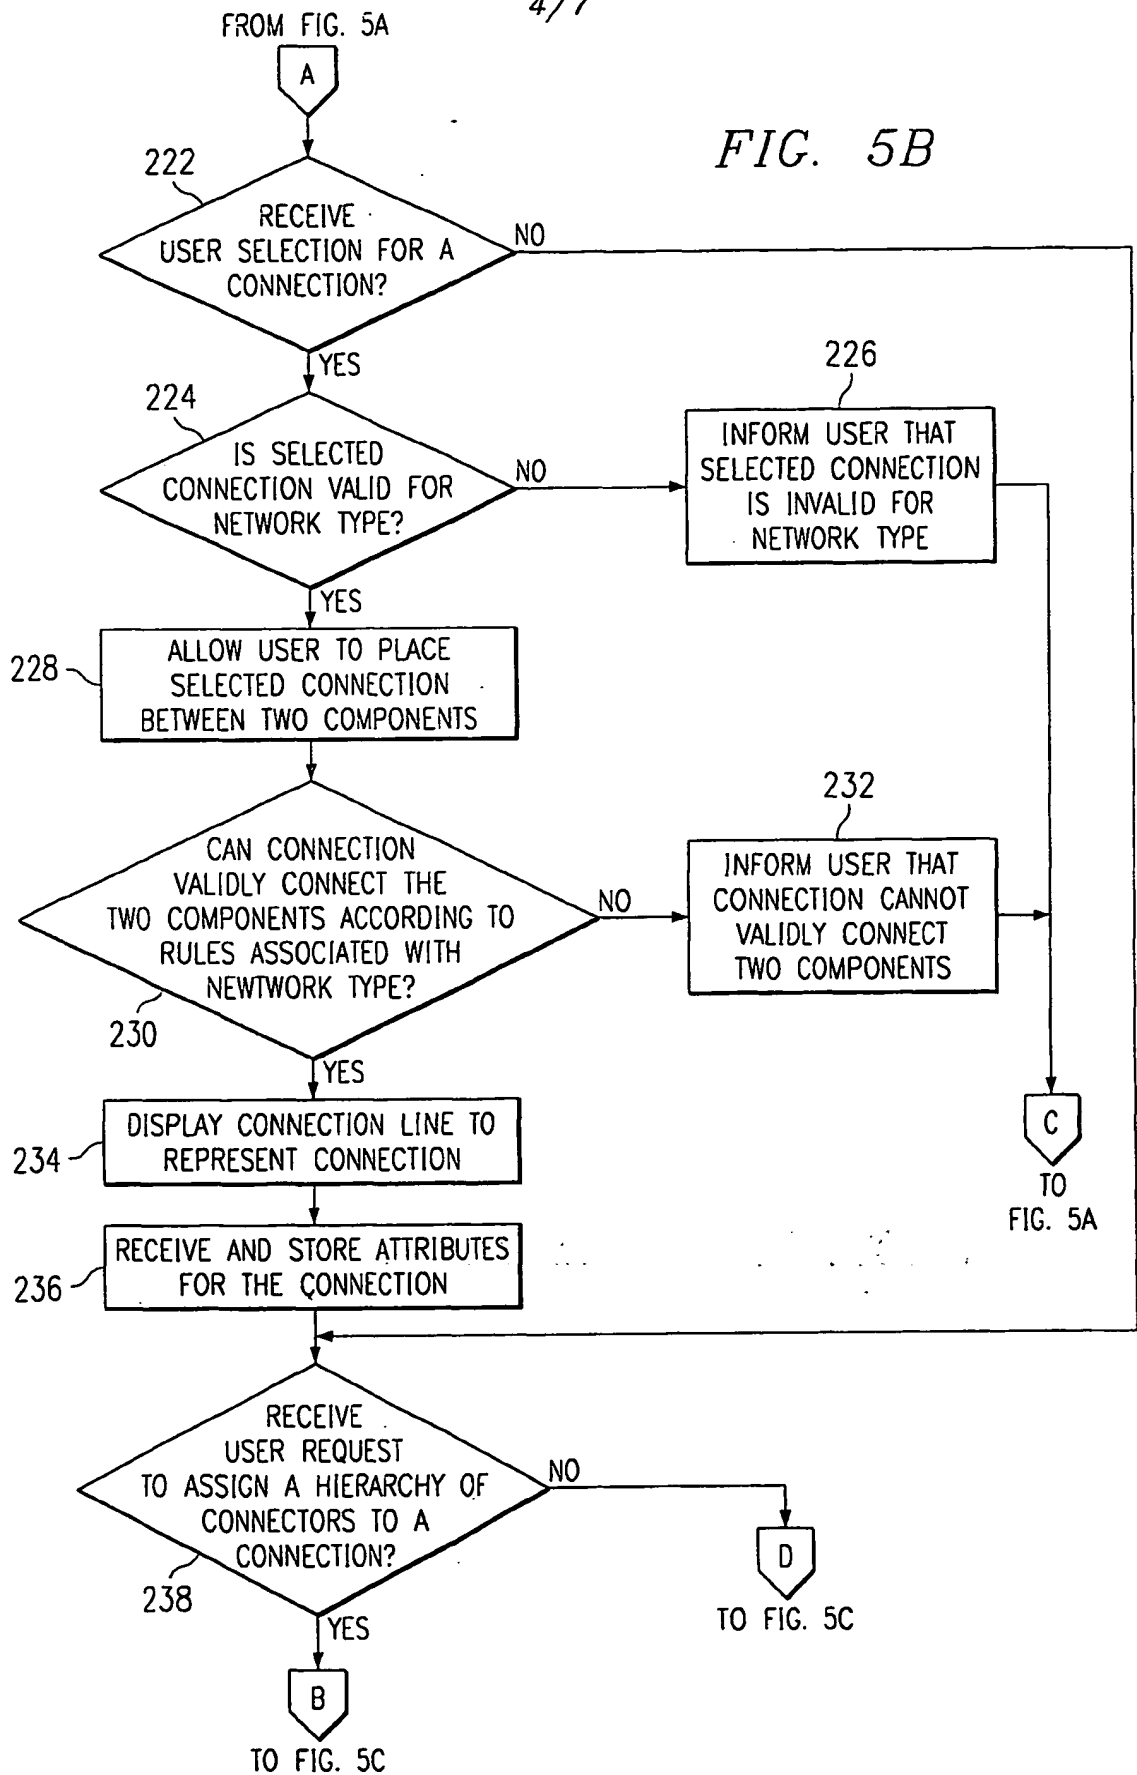 4/7
FROM FIG. 5A
A
FIG. 5B
222
RECEIVE
USER SELECTION FOR A
CONNECTION?
NO
YES
224
IS SELECTED
CONNECTION VALID FOR
NETWORK TYPE?
NO
226
INFORM USER THAT
SELECTED CONNECTION
IS INVALID FOR
NETWORK TYPE
YES
228
ALLOW USER TO PLACE
SELECTED CONNECTION
BETWEEN TWO COMPONENTS
CAN CONNECTION
VALIDLY CONNECT THE
TWO COMPONENTS ACCORDING TO
RULES ASSOCIATED WITH
NEWTWORK TYPE?
230
NO
232
INFORM USER THAT
CONNECTION CANNOT
VALIDLY CONNECT
TWO COMPONENTS
YES
C
TO
FIG. 5A
234
DISPLAY CONNECTION LINE TO
REPRESENT CONNECTION
236
RECEIVE AND STORE ATTRIBUTES
FOR THE CONNECTION
RECEIVE
USER REQUEST
TO ASSIGN A HIERARCHY OF
CONNECTORS TO A
CONNECTION?
238
NO
D
TO FIG. 5C
YES
B
TO FIG. 5C